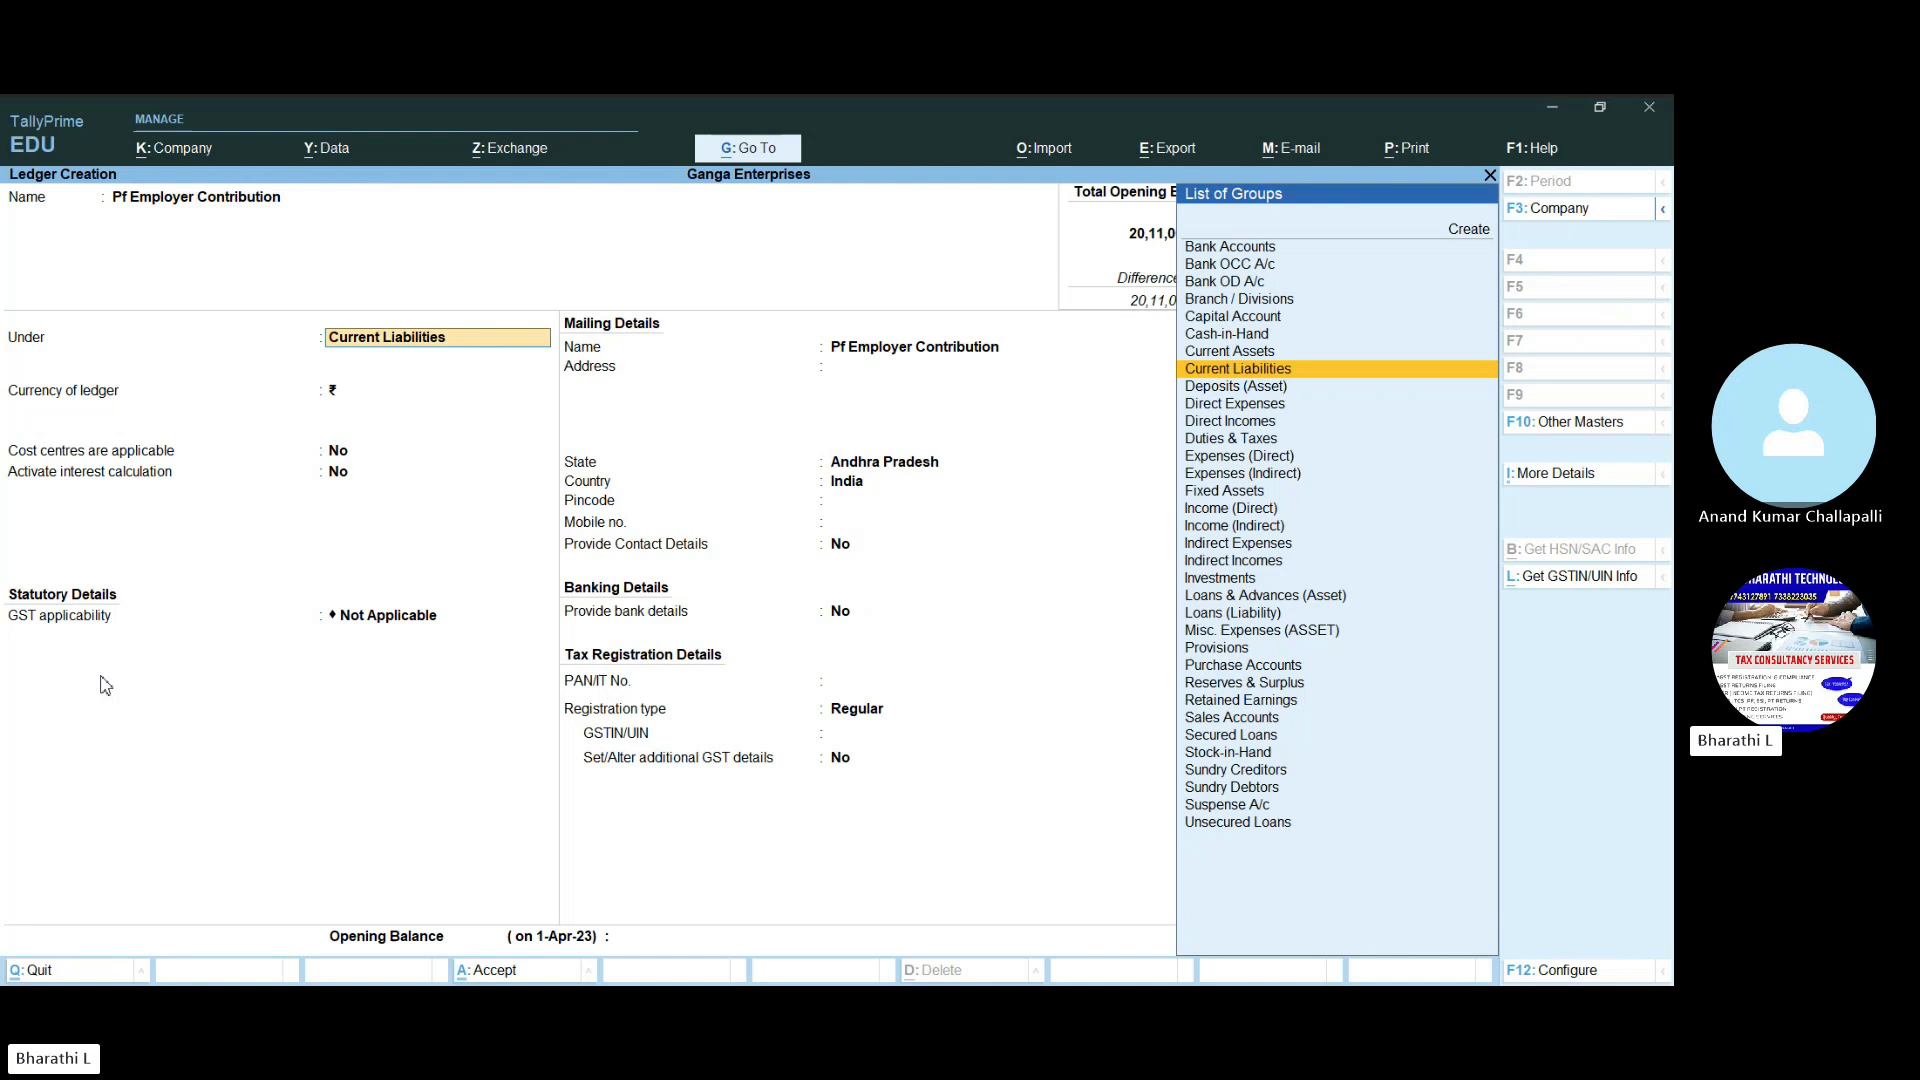 TallyPrime
EDU
MANAGE
K: Company
Y: Data
Z: Exchange
G: Go To
O: Import
E: Export
M: E-mail
P: Print
F1: Help
Ledger Creation
Ganga Enterprises
Name : Pf Employer Contribution
Total Opening
20,11,0
Difference
20,11,0
Under : Current Liabilities
Currency of ledger : ₹
Cost centres are applicable : No
Activate interest calculation : No
Statutory Details
GST applicability : ♦ Not Applicable
Mailing Details
Name : Pf Employer Contribution
Address :
State : Andhra Pradesh
Country : India
Pincode :
Mobile no. :
Provide Contact Details : No
Banking Details
Provide bank details : No
Tax Registration Details
PAN/IT No. :
Registration type : Regular
GSTIN/UIN :
Set/Alter additional GST details : No
Opening Balance ( on 1-Apr-23) :
List of Groups
Create
Bank Accounts
Bank OCC A/c
Bank OD A/c
Branch / Divisions
Capital Account
Cash-in-Hand
Current Assets
Current Liabilities
Deposits (Asset)
Direct Expenses
Direct Incomes
Duties & Taxes
Expenses (Direct)
Expenses (Indirect)
Fixed Assets
Income (Direct)
Income (Indirect)
Indirect Expenses
Indirect Incomes
Investments
Loans & Advances (Asset)
Loans (Liability)
Misc. Expenses (ASSET)
Provisions
Purchase Accounts
Reserves & Surplus
Retained Earnings
Sales Accounts
Secured Loans
Stock-in-Hand
Sundry Creditors
Sundry Debtors
Suspense A/c
Unsecured Loans
F2: Period
F3: Company
F4
F5
F6
F7
F8
F9
F10: Other Masters
I: More Details
B: Get HSN/SAC Info
L: Get GSTIN/UIN Info
F12: Configure
Q: Quit
A: Accept
D: Delete
Anand Kumar Challapalli
TAX CONSULTANCY SERVICES
Bharathi L
Bharathi L